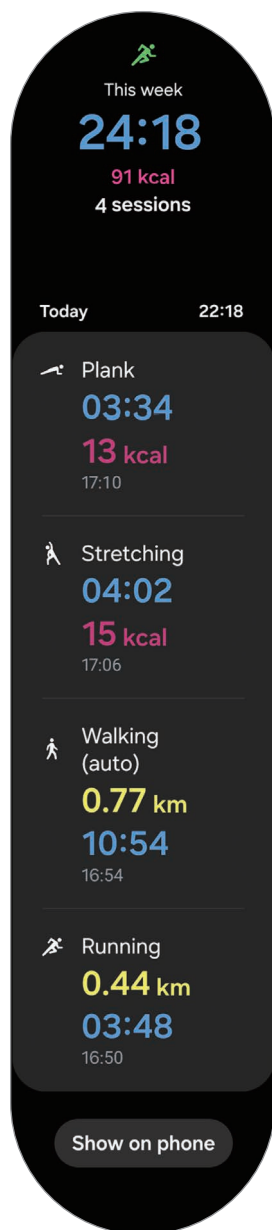 This week
24:18
91 kcal
4 sessions
Today 22:18
Plank
03:34
13 kcal
17:10
Stretching
04:02
15 kcal
17:06
Walking
(auto)
0.77 km
10:54
16:54
Running
0.44 km
03:48
16:50
Show on phone